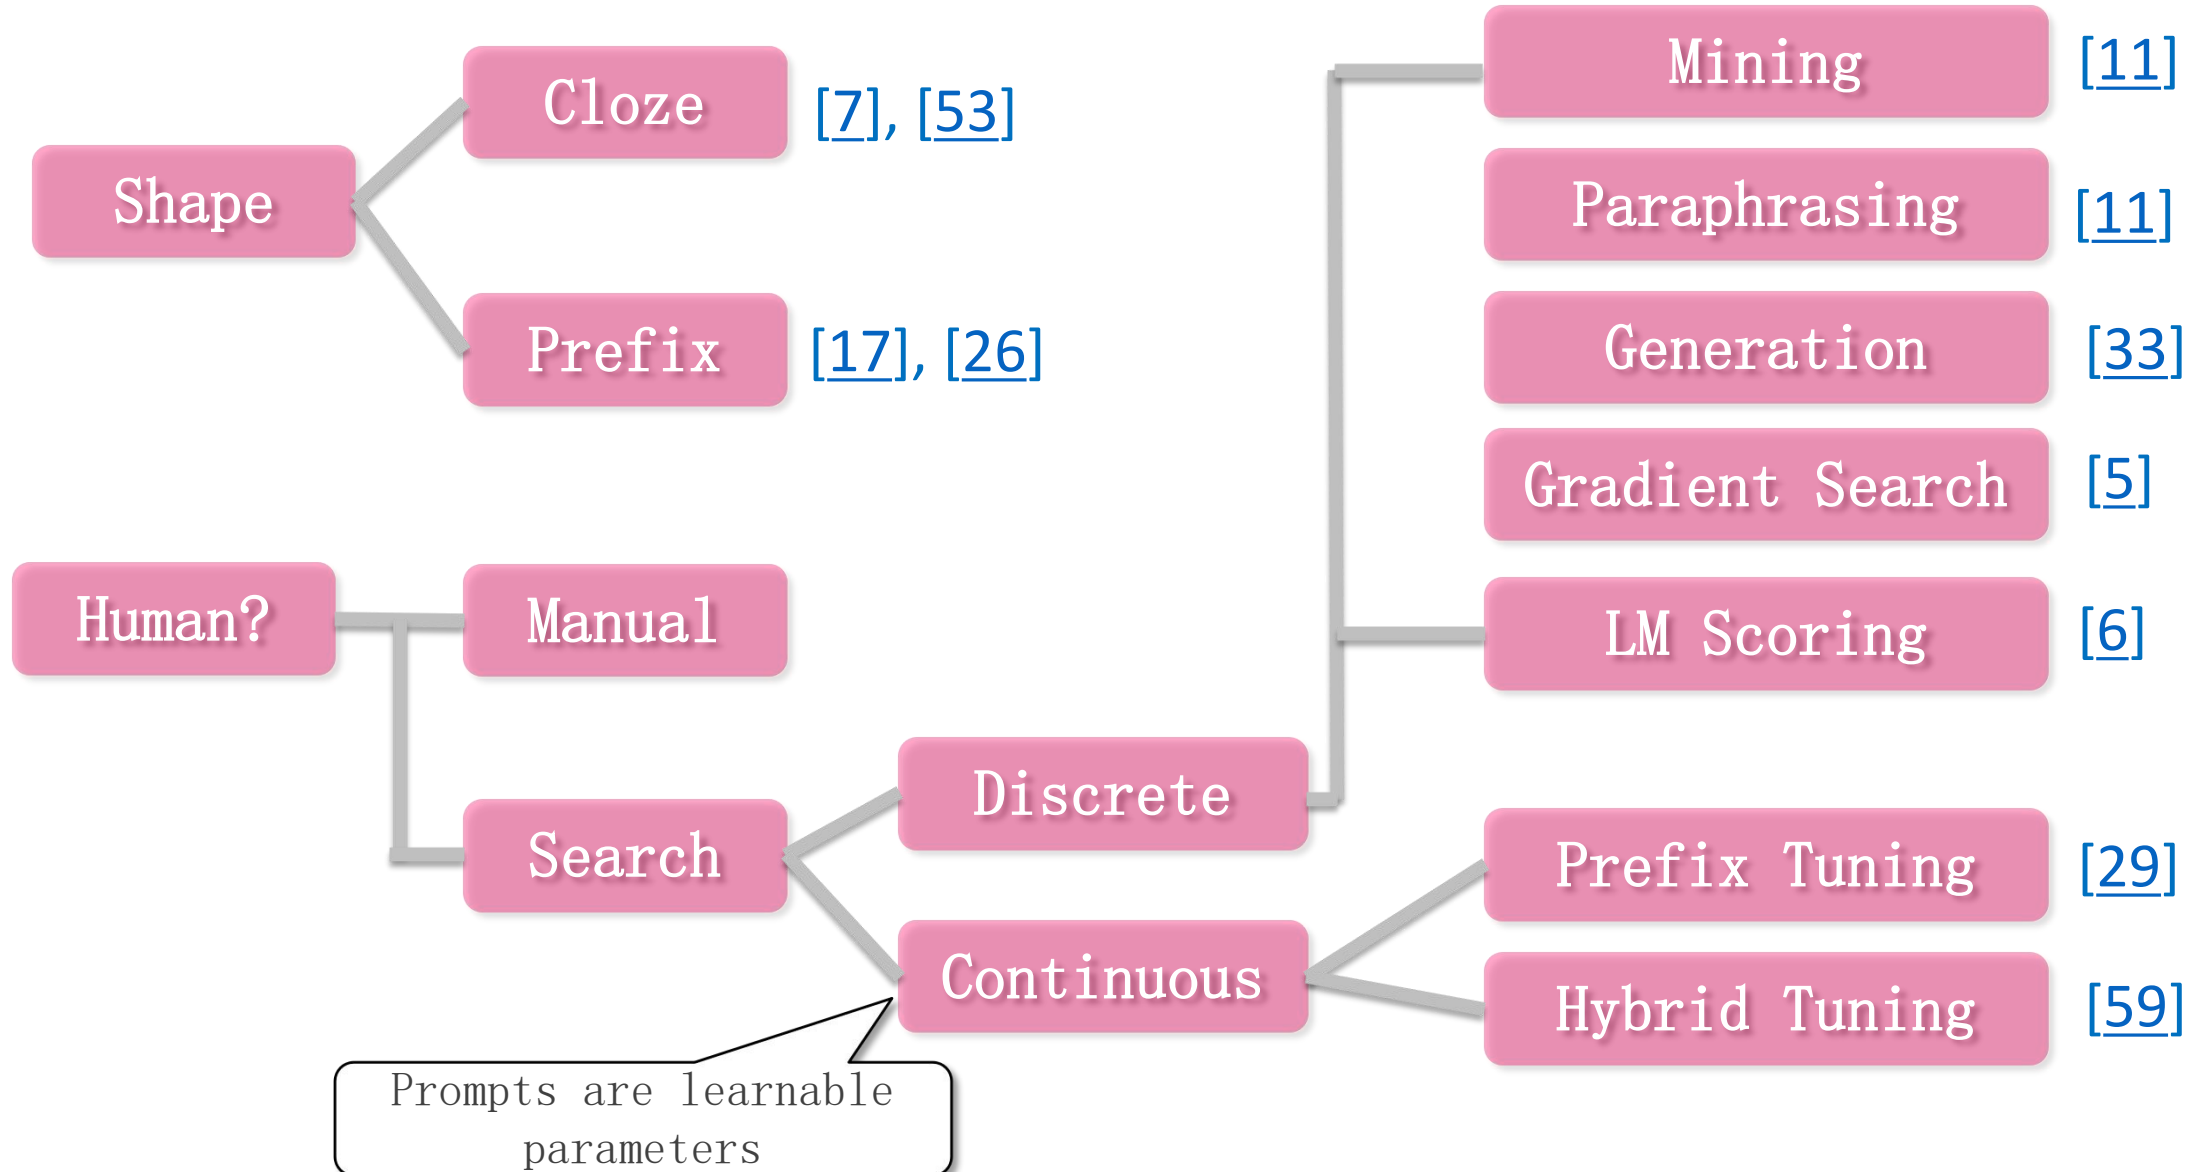 Shape
Cloze [7], [53]
Prefix [17], [26]
Human?
Manual
Search
Discrete
Mining [11]
Paraphrasing [11]
Generation [33]
Gradient Search [5]
LM Scoring [6]
Continuous
Prefix Tuning [29]
Hybrid Tuning [59]
Prompts are learnable
parameters